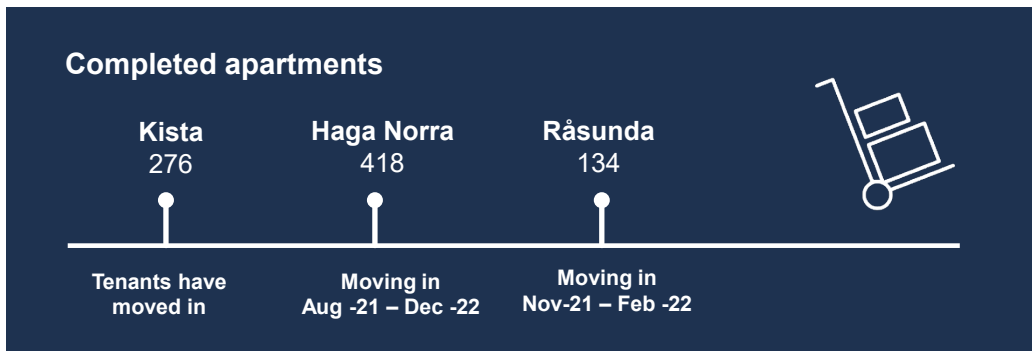 Completed apartments
Kista
276
Haga Norra
418
Råsunda
134
Tenants have
moved in
Moving in
Aug -21 – Dec -22
Moving in
Nov-21 – Feb -22